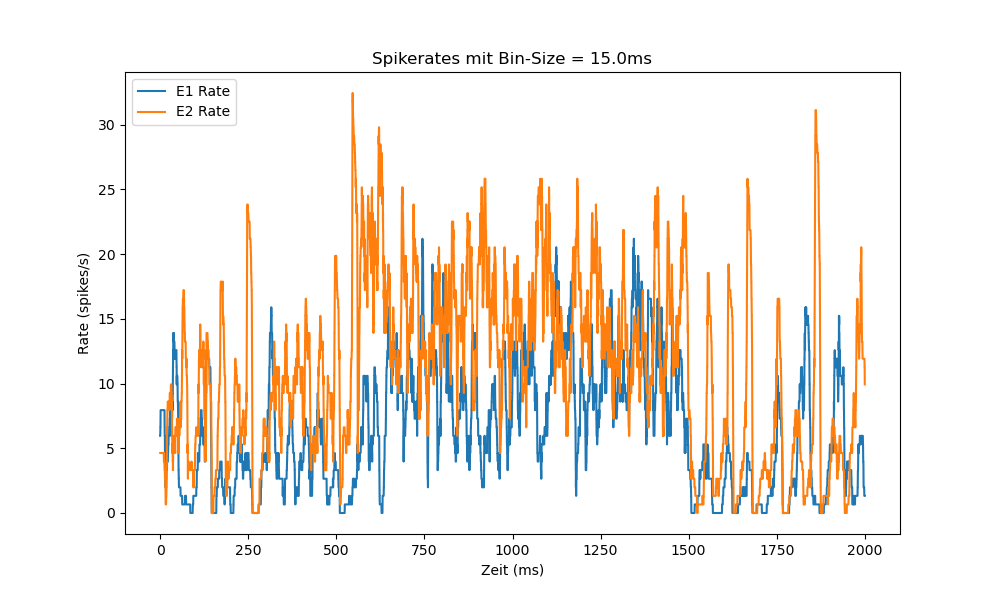 Spikerates mit Bin-Size = 15.0ms
E1 Rate
E2 Rate
Rate (spikes/s)
30
25
20
15
10
5
0
0 250 500 750 1000 1250 1500 1750 2000
Zeit (ms)